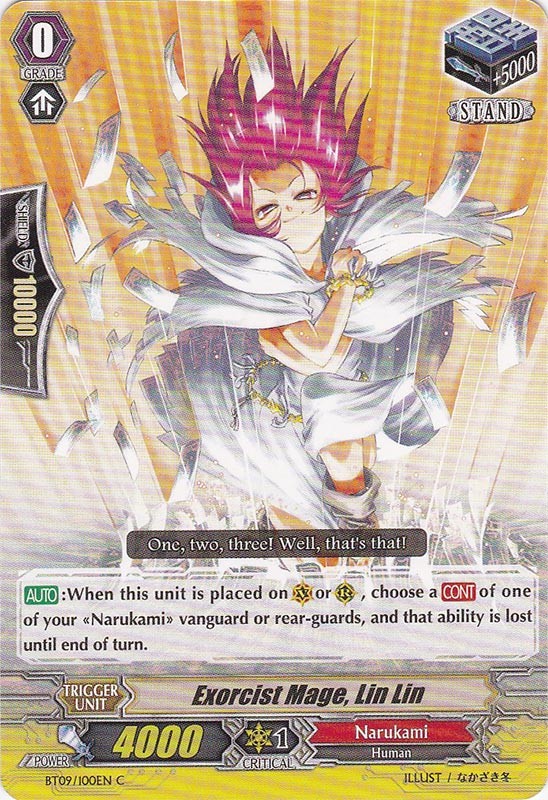 0
GRADE
+5000
STAND
SHIELD
10000
One, two, three! Well, that's that!
AUTO:When this unit is placed on V or R , choose a CONT of one
of your «Narukami» vanguard or rear-guards, and that ability is lost
until end of turn.
TRIGGER
UNIT
Exorcist Mage, Lin Lin
POWER
4000
1
CRITICAL
Narukami
Human
BT09/100EN C
ILLUST / なかざき冬